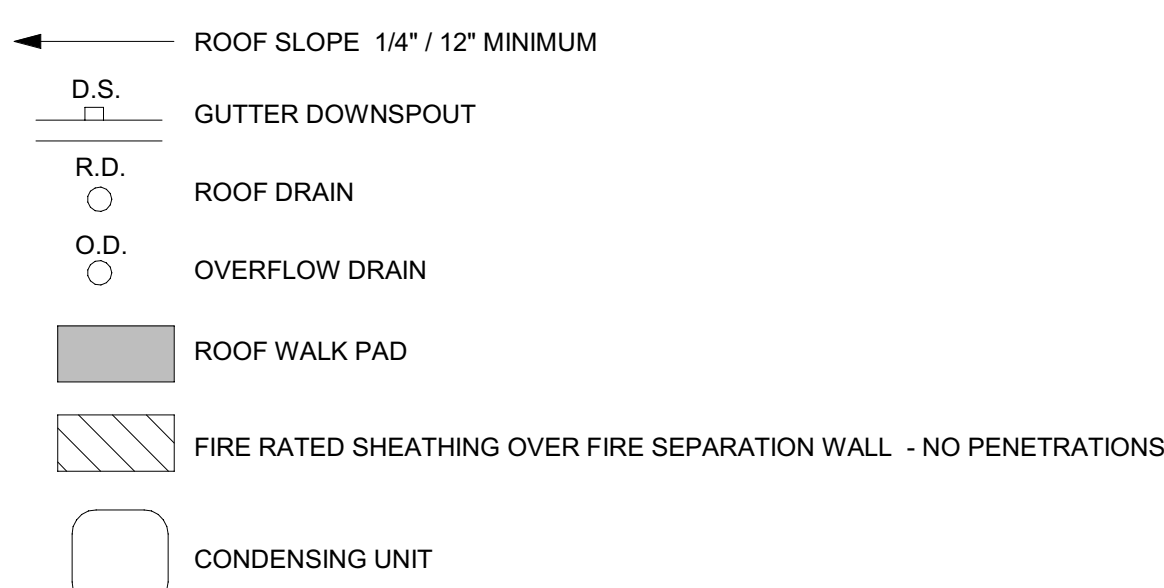 ROOF SLOPE 1/4" / 12" MINIMUM
D.S.
GUTTER DOWNSPOUT
R.D.
ROOF DRAIN
O.D.
OVERFLOW DRAIN
ROOF WALK PAD
FIRE RATED SHEATHING OVER FIRE SEPARATION WALL - NO PENETRATIONS
CONDENSING UNIT